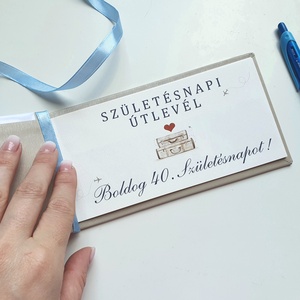 SZÜLETÉSNAPI
ÚTLEVÉL
Boldog 40. Születésnapot!